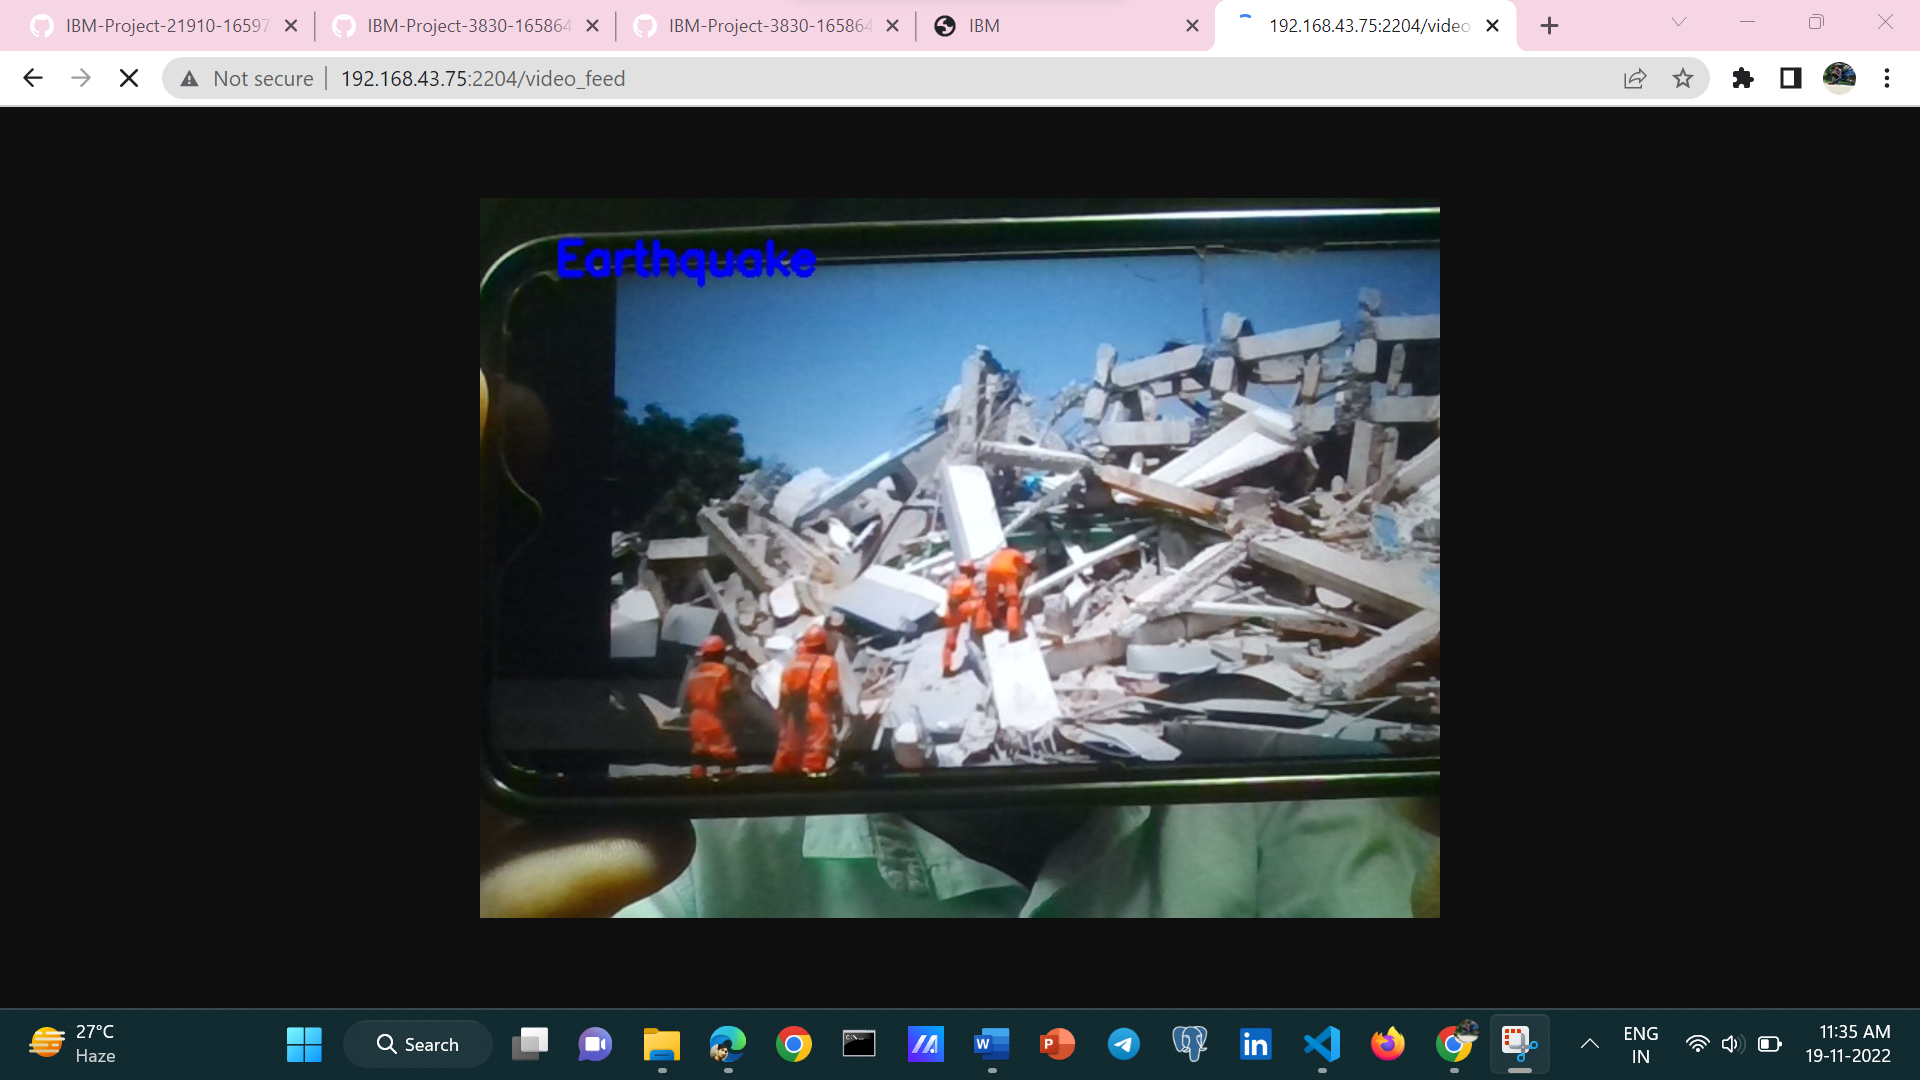 IBM-Project-21910-16597
IBM-Project-3830-165864
IBM-Project-3830-165864
IBM
192.168.43.75:2204/video_
Not secure
192.168.43.75:2204/video_feed
Earthquake
27°C
Haze
Search
ENG
IN
11:35 AM
19-11-2022